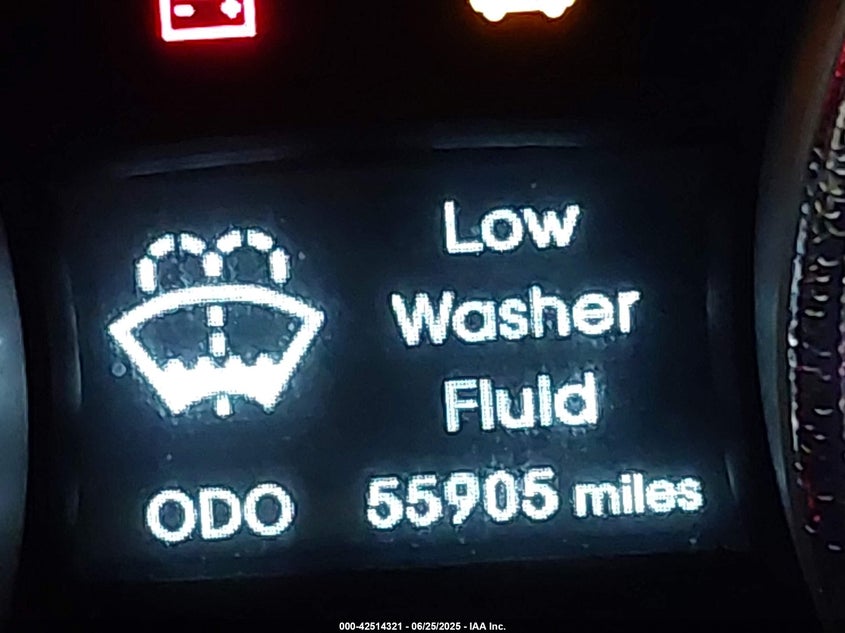 Low
Washer
Fluid
ODO 55905 miles
000-42514321 - 06/25/2025 - IAA Inc.